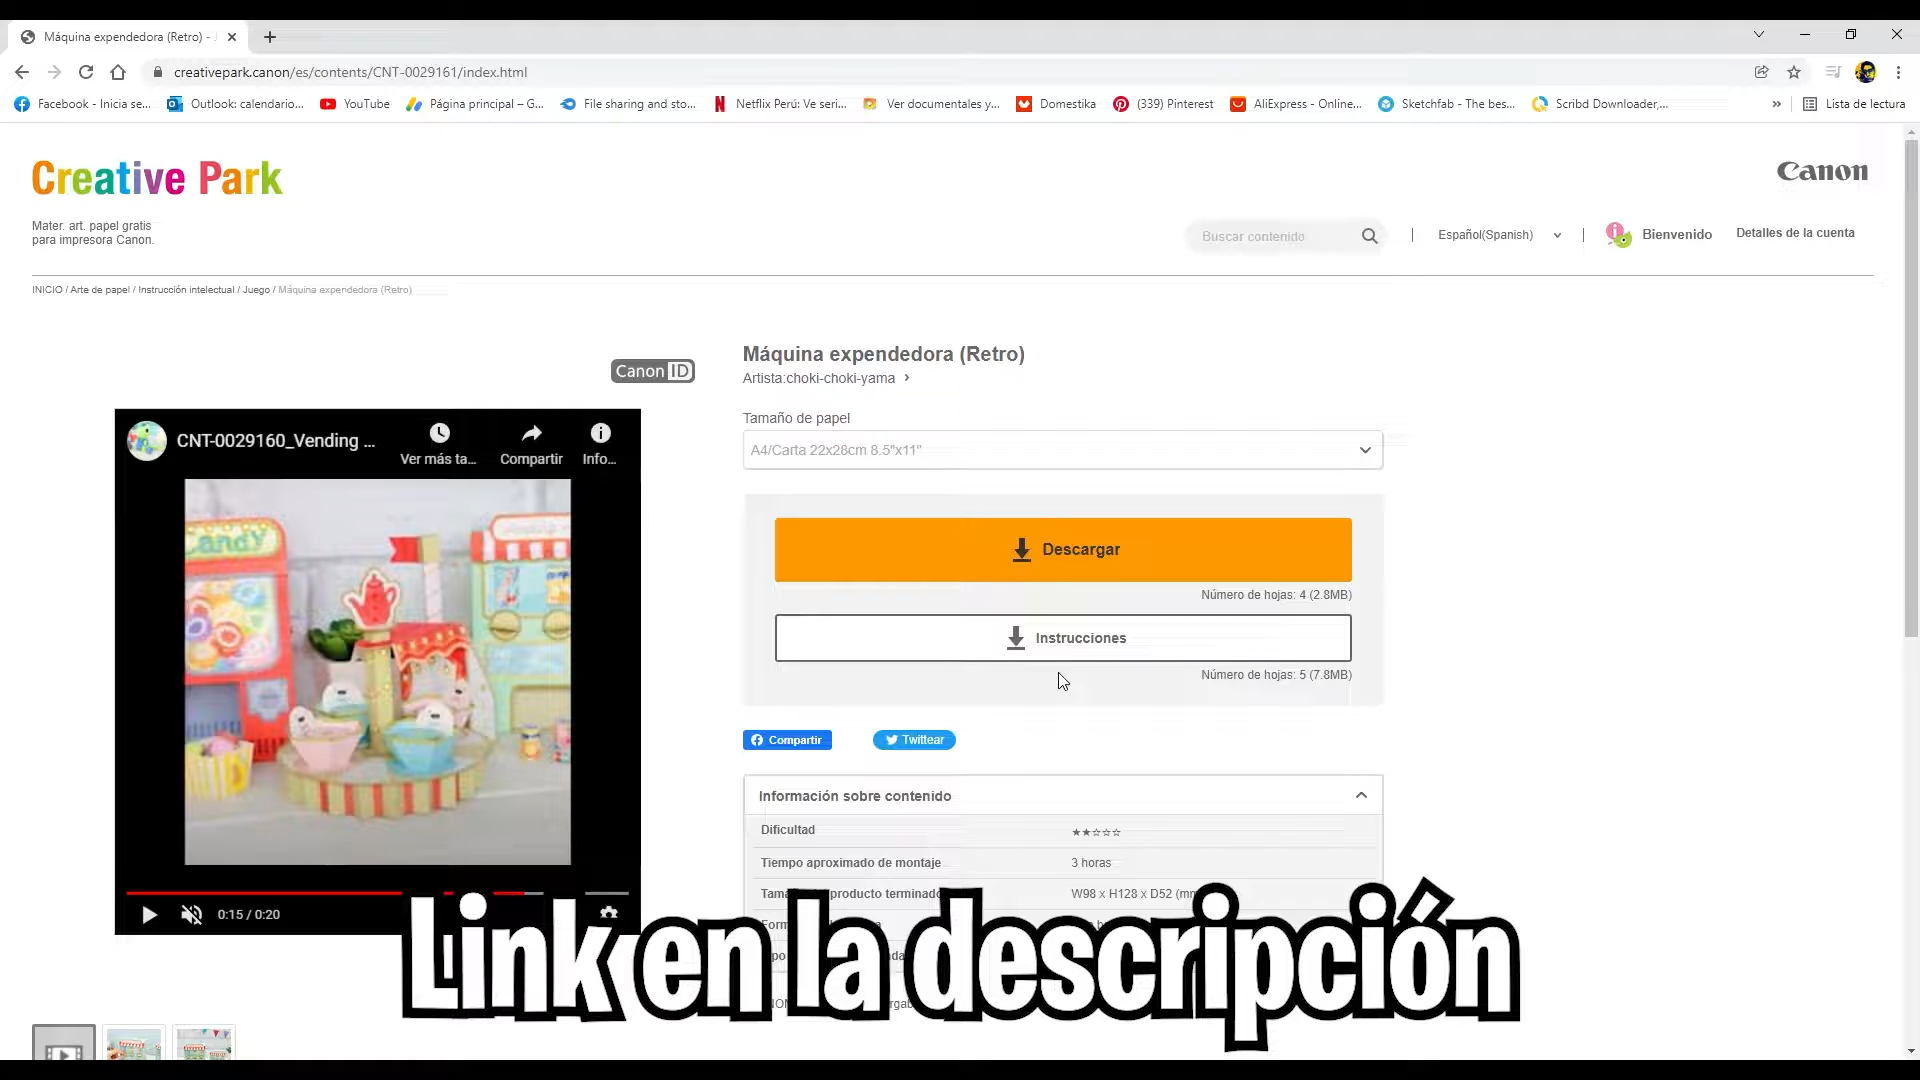 Máquina expendedora (Retro) -
creativepark.canon/es/contents/CNT-0029161/index.html
Facebook - Inicia se...
Outlook: calendario...
YouTube
Página principal – G...
File sharing and sto...
Netflix Perú: Ve seri...
Ver documentales y...
Domestika
(339) Pinterest
AliExpress - Online...
Sketchfab - The bes...
Scribd Downloader,...
»
Lista de lectura
Creative Park
Canon
Mater. art. papel gratis
para impresora Canon.
Buscar contenido
Español(Spanish)
Bienvenido
Detalles de la cuenta
INICIO / Arte de papel / Instrucción intelectual / Juego / Máquina expendedora (Retro)
Canon ID
Máquina expendedora (Retro)
Artista:choki-choki-yama
Tamaño de papel
A4/Carta 22x28cm 8.5"x11"
CNT-0029160_Vending ...
Ver más ta...
Compartir
Info...
Candy
Descargar
Número de hojas: 4 (2.8MB)
Instrucciones
Número de hojas: 5 (7.8MB)
Compartir
Twittear
Información sobre contenido
Dificultad
★★☆☆☆
Tiempo aproximado de montaje
3 horas
producto terminado
W98 x H128 x D52
0:15 / 0:20
Link en la descripción